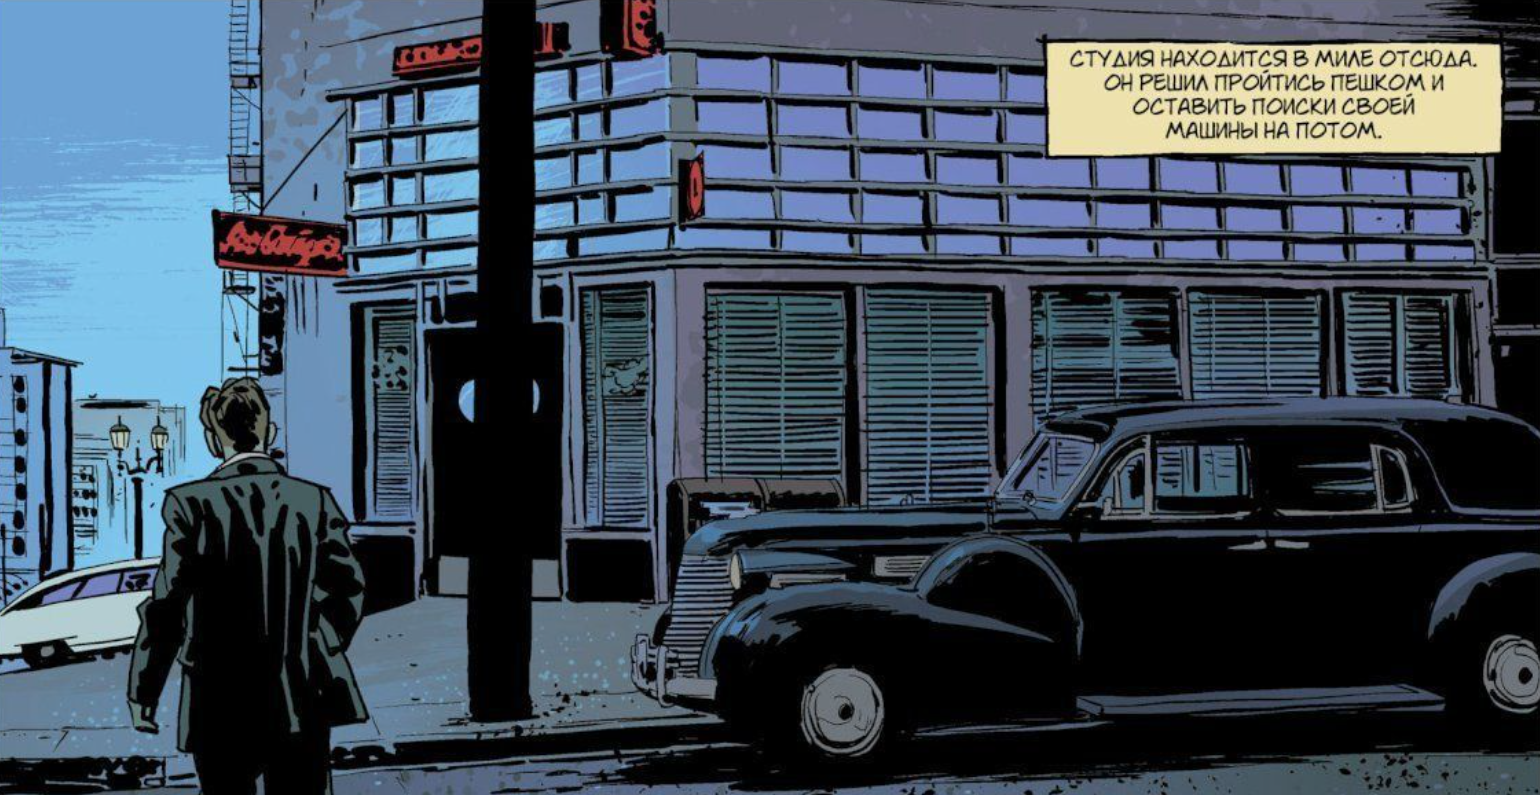 СТУДИЯ НАХОДИТСЯ В МИЛЕ ОТСЮДА.
ОН РЕШИЛ ПРОЙТИСЬ ПЕШКОМ И
ОСТАВИТЬ ПОИСКИ СВОЕЙ
МАШИНЫ НА ПОТОМ.